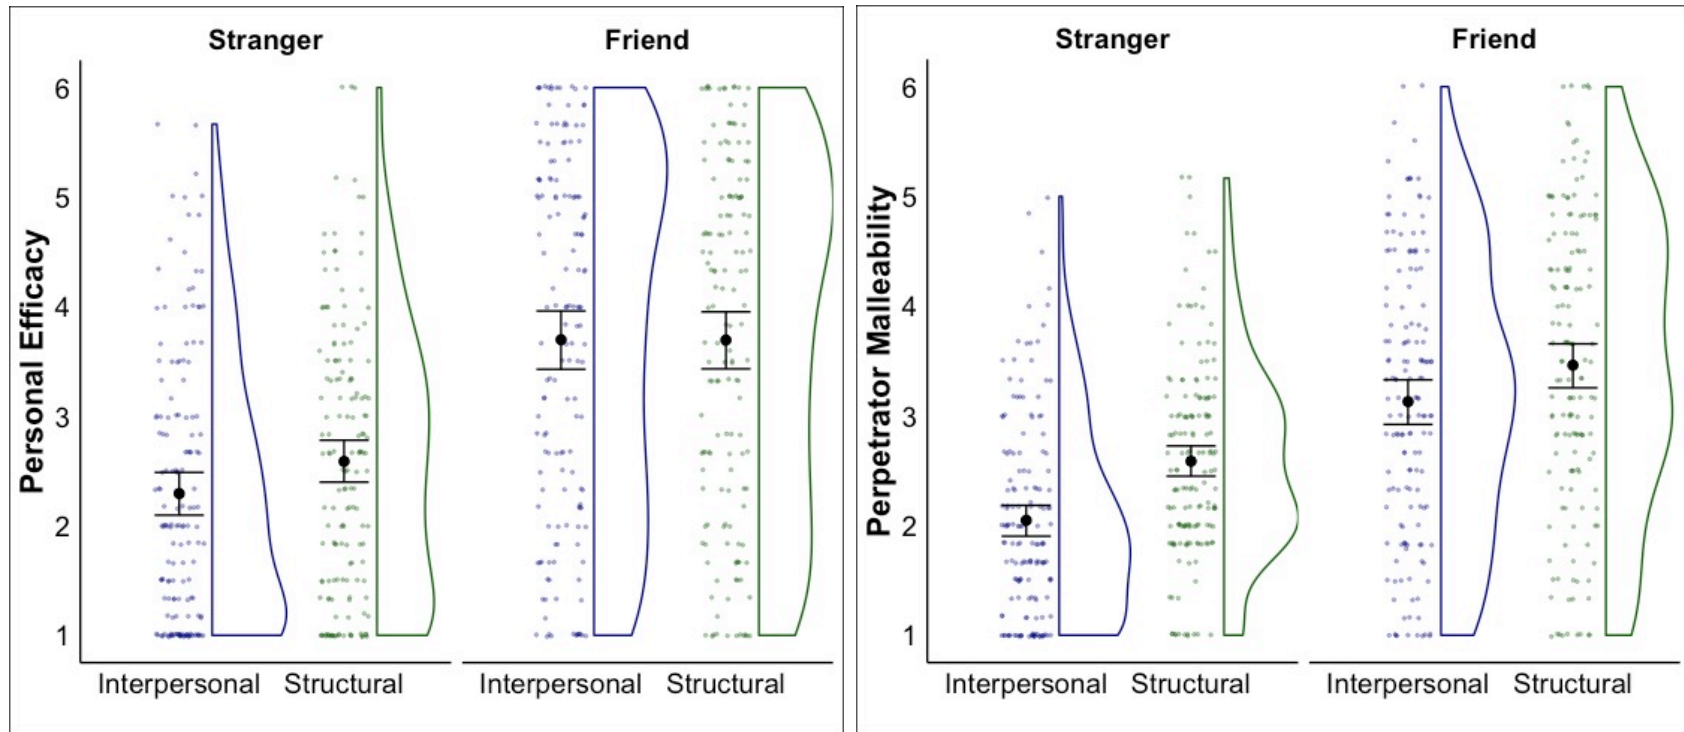 Stranger Friend
Personal Efficacy
6
5
4
3
2
1
Interpersonal Structural Interpersonal Structural
Stranger Friend
Perpetrator Malleability
6
5
4
3
2
1
Interpersonal Structural Interpersonal Structural